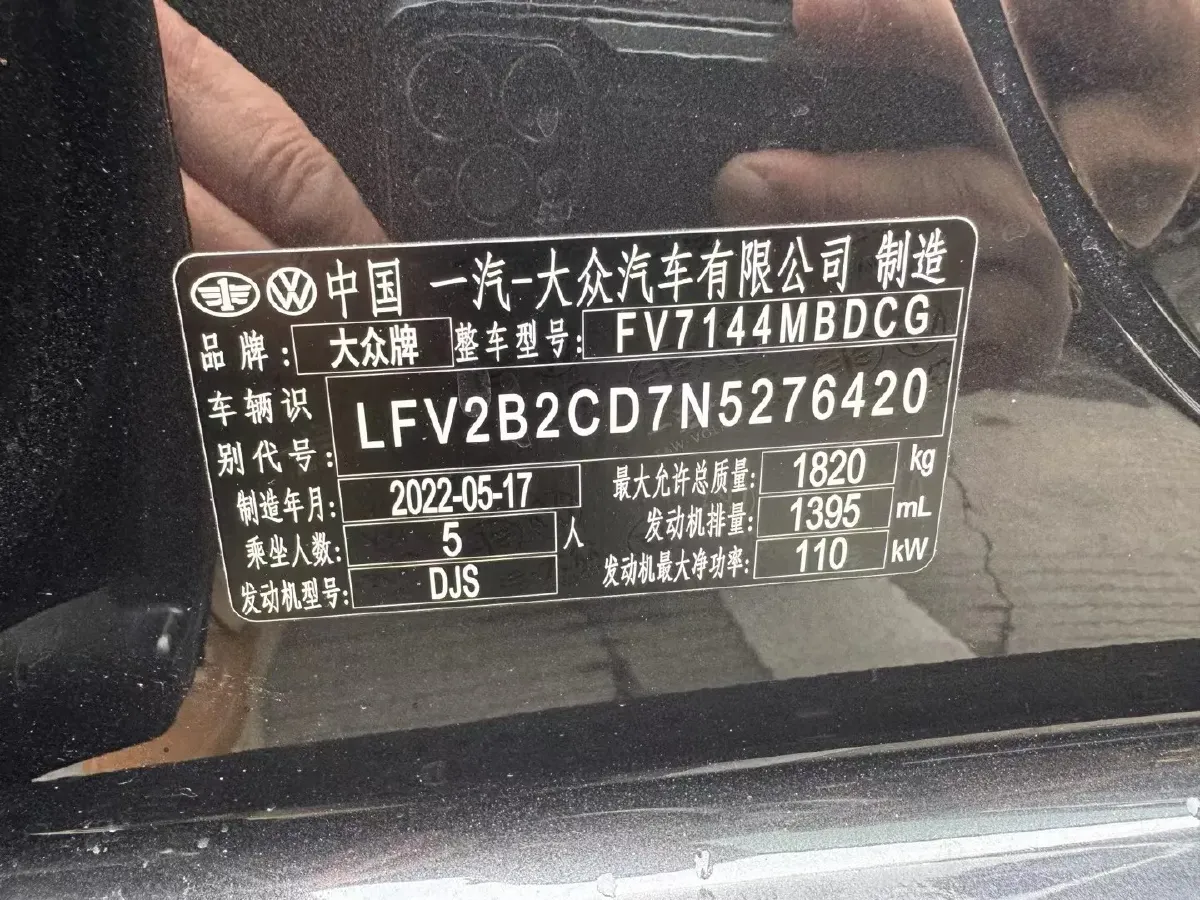 中国 一汽-大众汽车有限公司 制造
品牌: 大众牌 整车型号: FV7144MBDCG
车辆识别代号: LFV2B2CD7N5276420
制造年月: 2022-05-17 最大允许总质量: 1820 kg
乘坐人数: 5 人 发动机排量: 1395 mL
发动机型号: DJS 发动机最大净功率: 110 kW